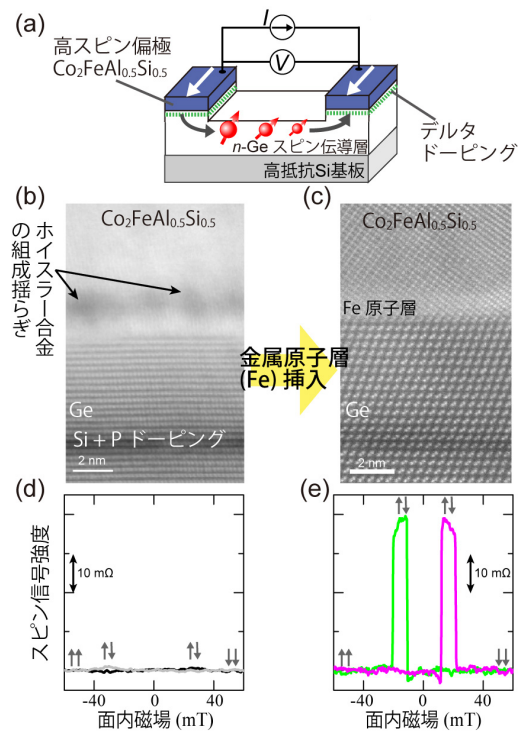 (a)
I
V
高スピン偏極
Co2FeAl0.5Si0.5
n-Ge スピン伝導層
高抵抗Si基板
デルタ
ドーピング
(b)
Co2FeAl0.5Si0.5
ホイスラー合金
の組成揺らぎ
Ge
Si + P ドーピング
2 nm
金属原子層
(Fe) 挿入
(c)
Co2FeAl0.5Si0.5
Fe 原子層
Ge
2 nm
(d)
スピン信号強度
10 mΩ
↑↑
↑↓
↑↓
↓↓
-40
0
40
面内磁場 (mT)
(e)
↑↓
↑↓
10 mΩ
↑↑
↓↓
-40
0
40
面内磁場 (mT)